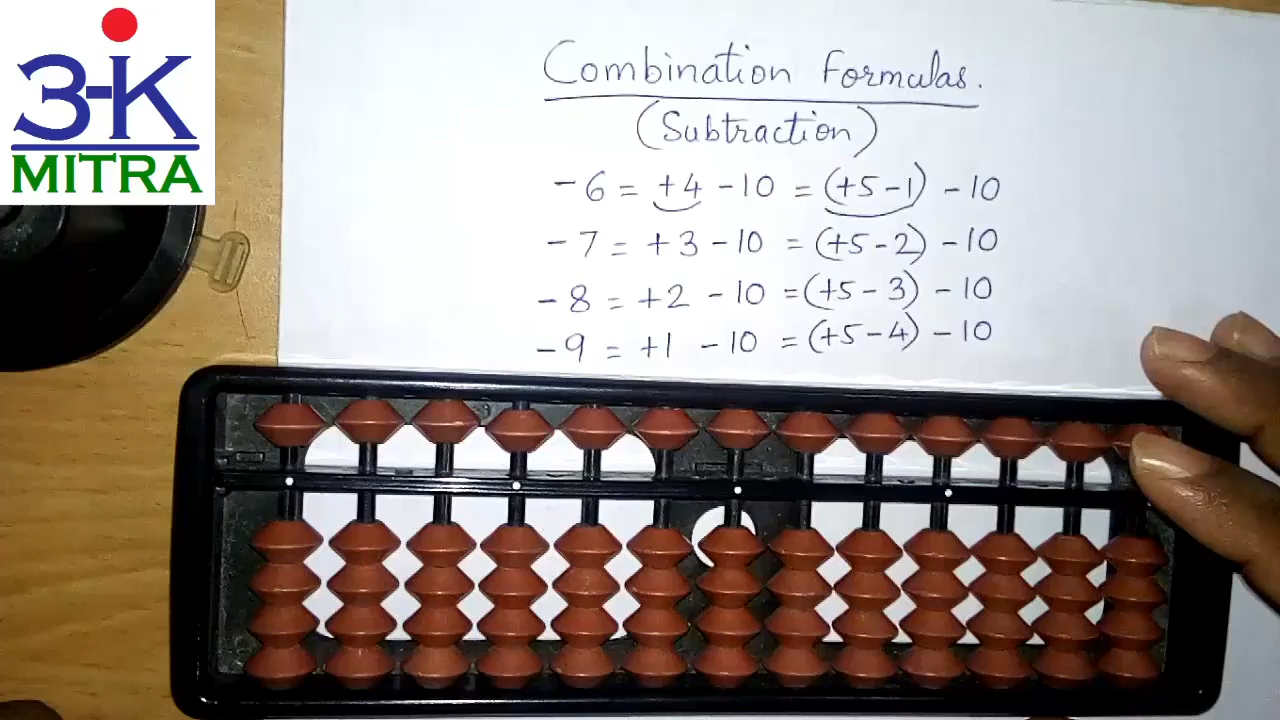 3-K
MITRA
Combination Formulas.
(Subtraction)
-6 = +4 -10 = (+5-1) -10
-7 = +3 -10 = (+5-2) -10
-8 = +2 -10 = (+5-3) -10
-9 = +1 -10 = (+5-4) -10